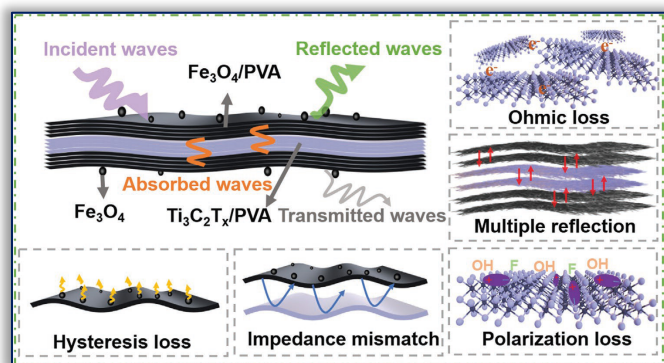 Incident waves
Reflected waves
Fe₃O₄/PVA
Absorbed waves
Fe₃O₄
Ti₃C₂Tₓ/PVA
Transmitted waves
e⁻
e⁻
e⁻
e⁻
Ohmic loss
Multiple reflection
Hysteresis loss
Impedance mismatch
OH F OH F OH
Polarization loss